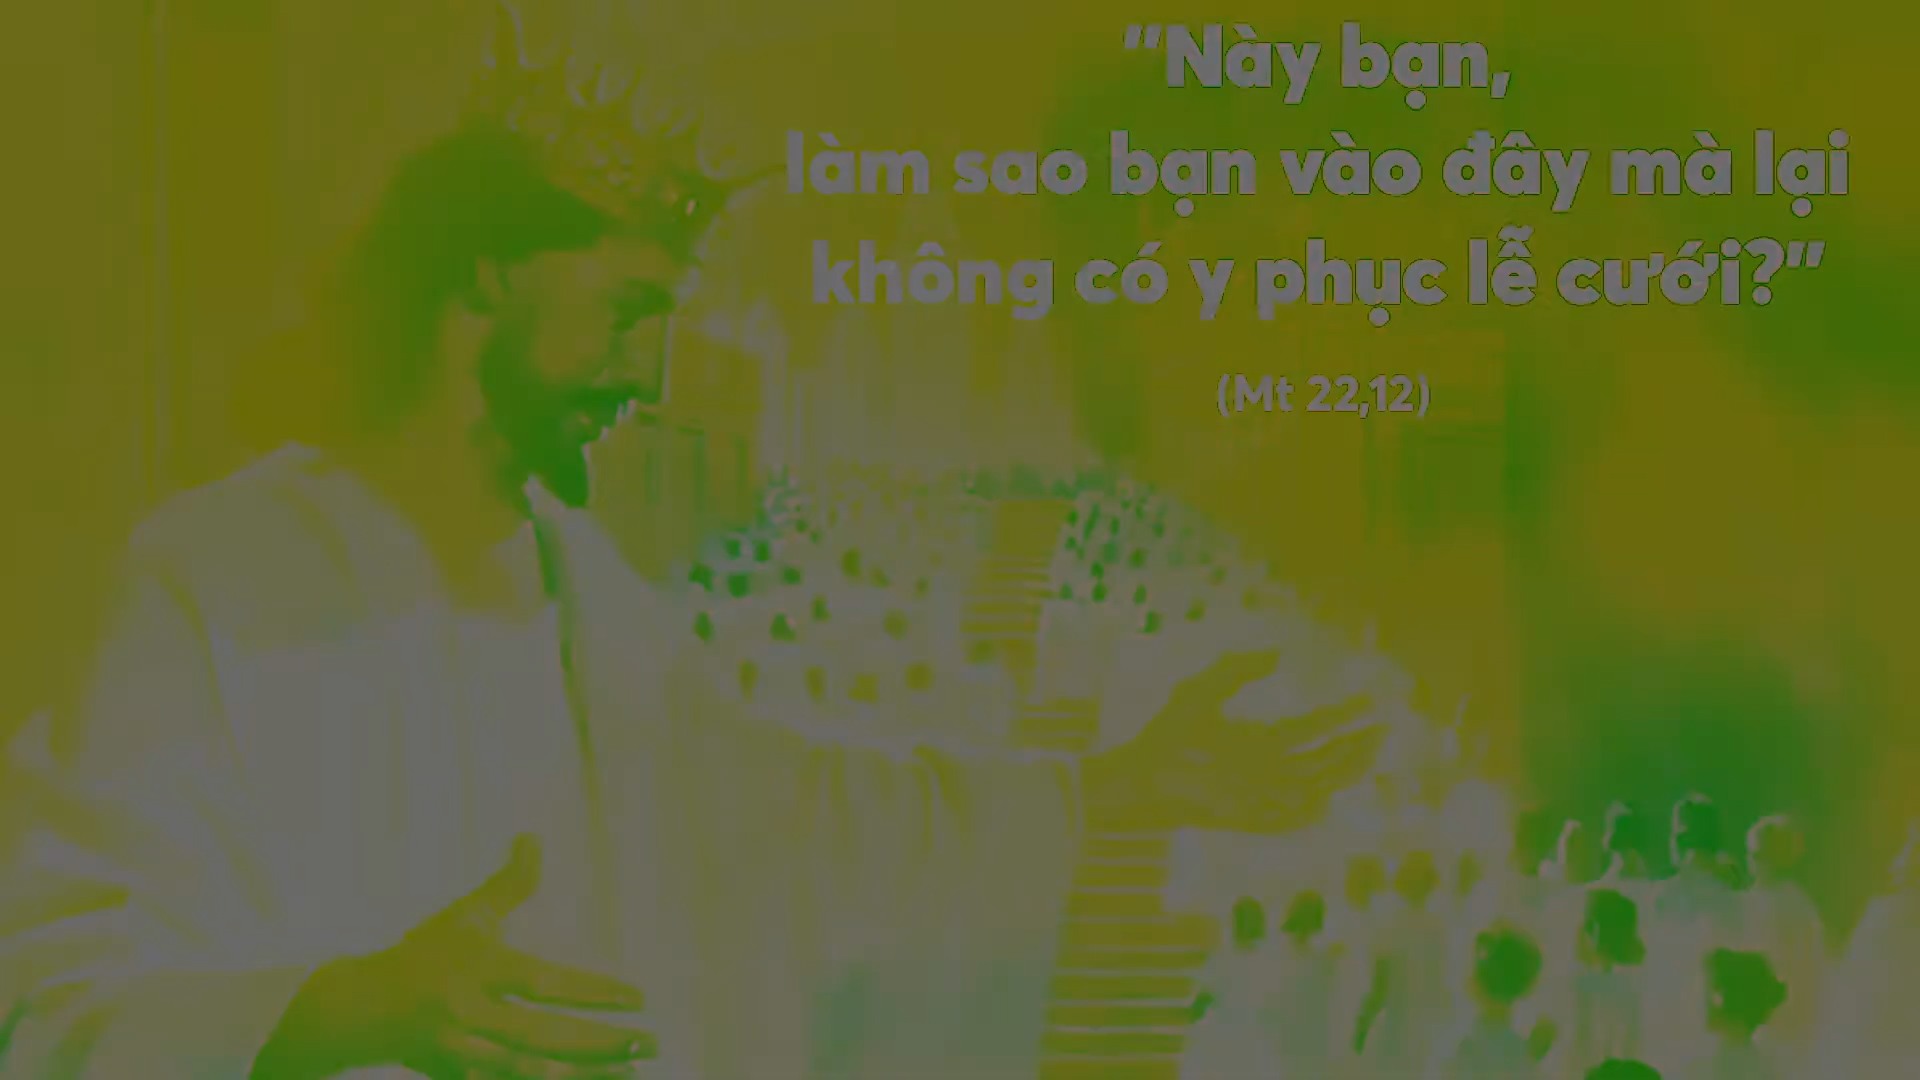 "Này bạn,
làm sao bạn vào đây mà lại
không có y phục lễ cưới?"
(Mt 22,12)